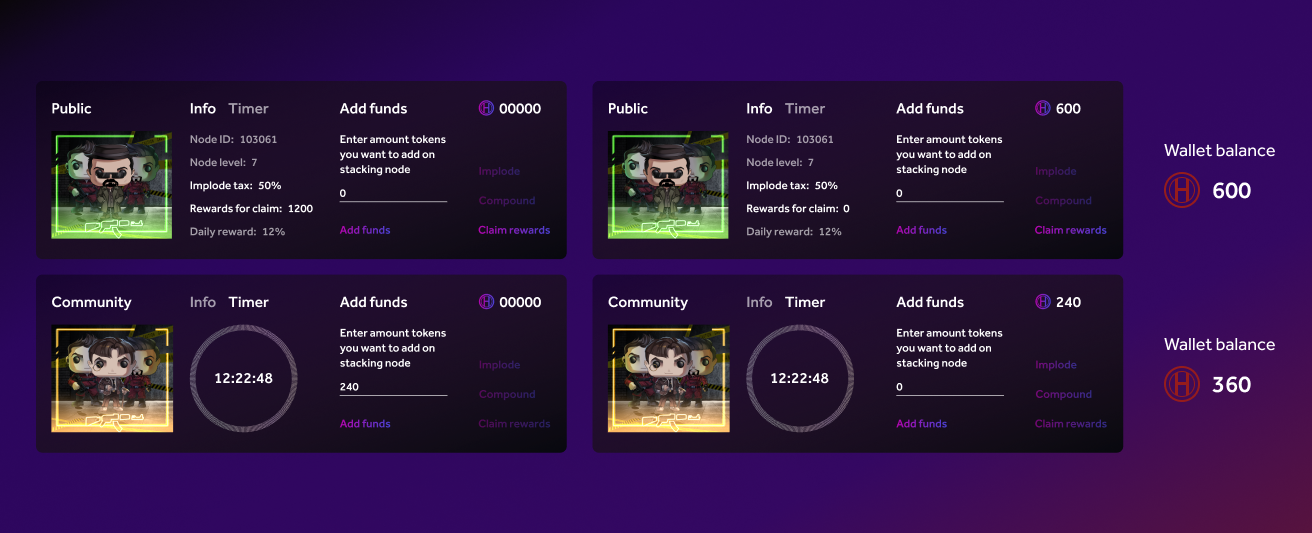 Public
Info Timer
Node ID: 103061
Node level: 7
Implode tax: 50%
Rewards for claim: 1200
Daily reward: 12%
Add funds
Enter amount tokens
you want to add on
stacking node
0
Add funds
00000
Implode
Compound
Claim rewards
Public
Info Timer
Node ID: 103061
Node level: 7
Implode tax: 50%
Rewards for claim: 0
Daily reward: 12%
Add funds
Enter amount tokens
you want to add on
stacking node
0
Add funds
600
Implode
Compound
Claim rewards
Wallet balance
600
Community
Info Timer
12:22:48
Add funds
Enter amount tokens
you want to add on
stacking node
240
Add funds
00000
Implode
Compound
Claim rewards
Community
Info Timer
12:22:48
Add funds
Enter amount tokens
you want to add on
stacking node
0
Add funds
240
Implode
Compound
Claim rewards
Wallet balance
360